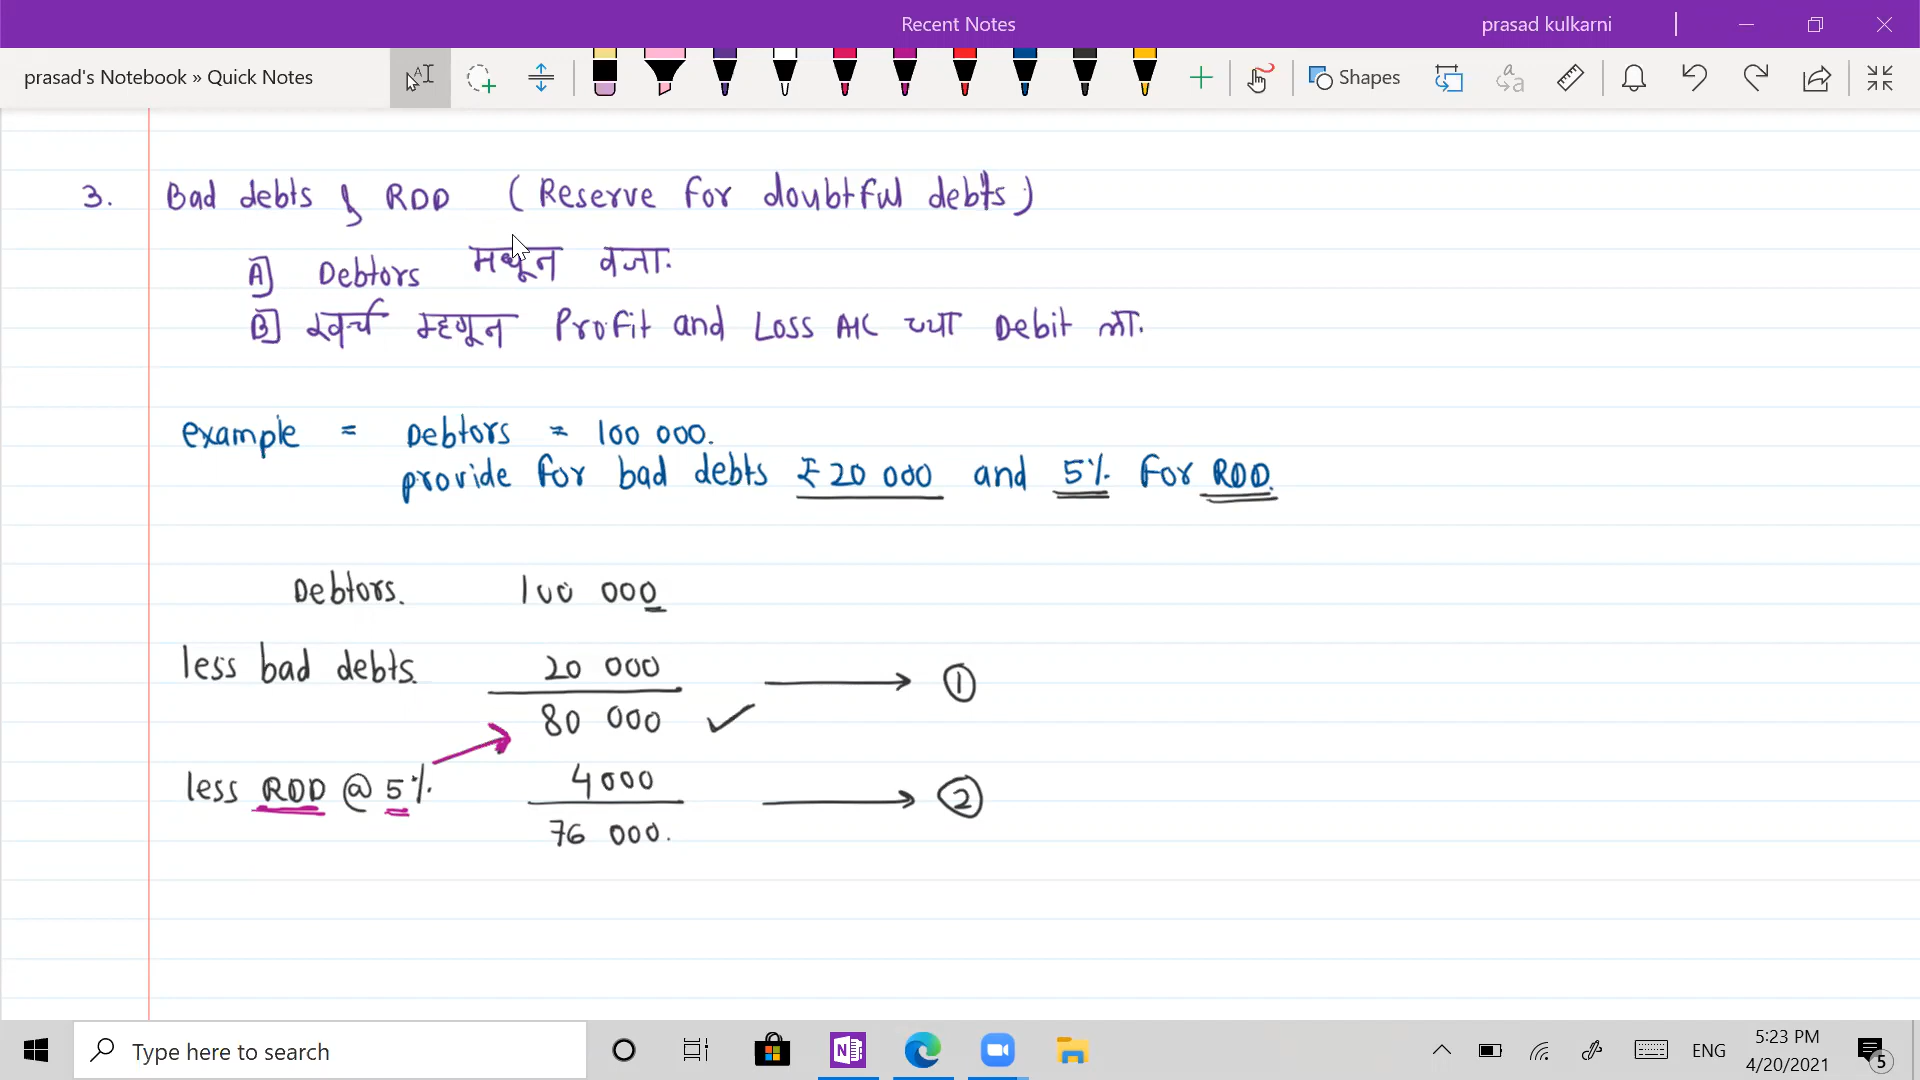 Recent Notes
prasad kulkarni
prasad's Notebook » Quick Notes
Shapes
3. Bad debts & RDD (Reserve for doubtful debts)
A] Debtors मधून वजा.
B] खर्च म्हणून Profit and Loss A/C च्या Debit ला.
example = Debtors = 100 000.
provide for bad debts ₹20 000 and 5% for RDD.
Debtors. 100 000
less bad debts. 20 000 → ①
80 000 ✓
less RDD @ 5% 4000 → ②
76 000.
Type here to search
ENG
5:23 PM
4/20/2021
5